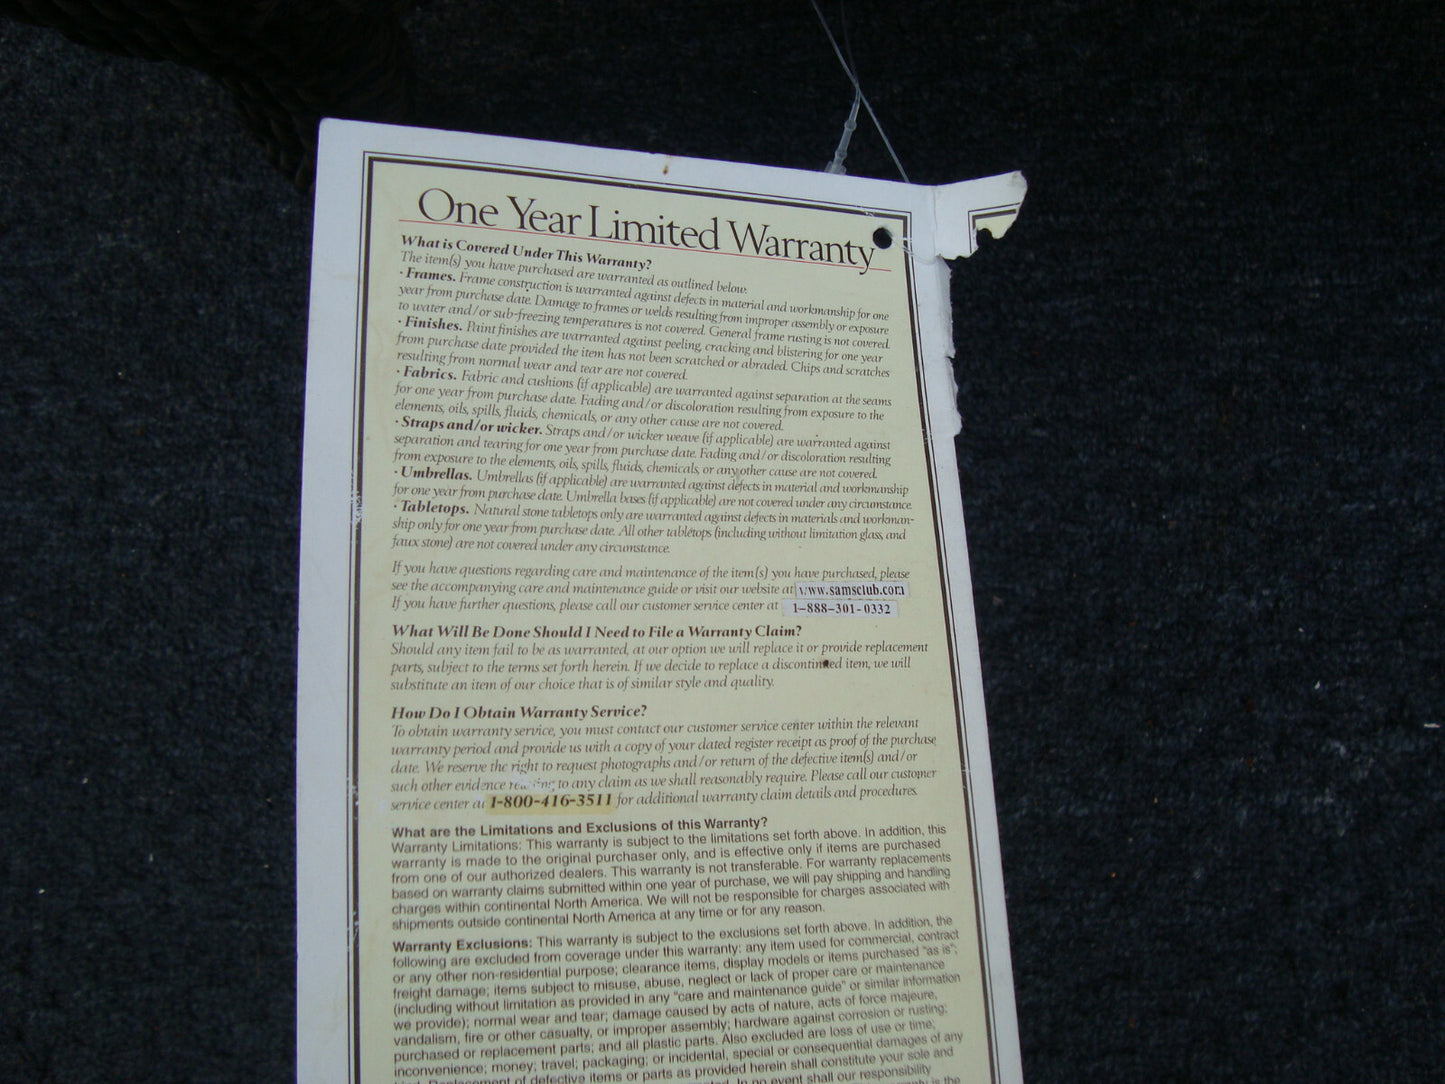 One Year Limited Warranty
What is Covered Under This Warranty?
The item(s) you have purchased are warranted as outlined below:
· Frames. Frame construction is warranted against defects in material and workmanship for one
year from purchase date. Damage to frames or welds resulting from improper assembly or exposure
to water and/or sub-freezing temperatures is not covered. General frame rusting is not covered.
· Finishes. Paint finishes are warranted against peeling, cracking and blistering for one year
from purchase date provided the item has not been scratched or abraded. Chips and scratches
resulting from normal wear and tear are not covered.
· Fabrics. Fabric and cushions (if applicable) are warranted against separation at the seams
for one year from purchase date. Fading and/or discoloration resulting from exposure to the
elements, oils, spills, fluids, chemicals, or any other cause are not covered.
· Straps and/or wicker. Straps and/or wicker weave (if applicable) are warranted against
separation and tearing for one year from purchase date. Fading and/or discoloration resulting
from exposure to the elements, oils, spills, fluids, chemicals, or any other cause are not covered.
· Umbrellas. Umbrellas (if applicable) are warranted against defects in material and workmanship
for one year from purchase date. Umbrella bases (if applicable) are not covered under any circumstance.
· Tabletops. Natural stone tabletops only are warranted against defects in materials and workman-
ship only for one year from purchase date. All other tabletops (including without limitation glass, and
faux stone) are not covered under any circumstance.
If you have questions regarding care and maintenance of the item(s) you have purchased, please
see the accompanying care and maintenance guide or visit our website at www.samsclub.com
If you have further questions, please call our customer service center at 1-888-301-0332
What Will Be Done Should I Need to File a Warranty Claim?
Should any item fail to be as warranted, at our option we will replace it or provide replacement
parts, subject to the terms set forth herein. If we decide to replace a discontinued item, we will
substitute an item of our choice that is of similar style and quality.
How Do I Obtain Warranty Service?
To obtain warranty service, you must contact our customer service center within the relevant
warranty period and provide us with a copy of your dated register receipt as proof of the purchase
date. We reserve the right to request photographs and/or return of the defective item(s) and/or
such other evidence relating to any claim as we shall reasonably require. Please call our customer
service center at 1-800-416-3511 for additional warranty claim details and procedures.
What are the Limitations and Exclusions of this Warranty?
Warranty Limitations: This warranty is subject to the limitations set forth above. In addition, this
warranty is made to the original purchaser only, and is effective only if items are purchased
from one of our authorized dealers. This warranty is not transferable. For warranty replacements
based on warranty claims submitted within one year of purchase, we will pay shipping and handling
charges within continental North America. We will not be responsible for charges associated with
shipments outside continental North America at any time or for any reason.
Warranty Exclusions: This warranty is subject to the exclusions set forth above. In addition, the
following are excluded from coverage under this warranty: any item used for commercial, contract
or any other non-residential purpose; clearance items, display models or items purchased "as is";
freight damage; items subject to misuse, abuse, neglect or lack of proper care or maintenance
(including without limitation as provided in any "care and maintenance guide" or similar information
we provide); normal wear and tear; damage caused by acts of nature, acts of force majeure,
vandalism, fire or other casualty, or improper assembly; hardware against corrosion or rusting;
purchased or replacement parts; and all plastic parts. Also excluded are loss of use or time;
inconvenience; money; travel; packaging; or incidental, special or consequential damages of any
kind. Replacement of defective items or parts as provided herein shall constitute your sole and
In no event shall our responsibility
is the